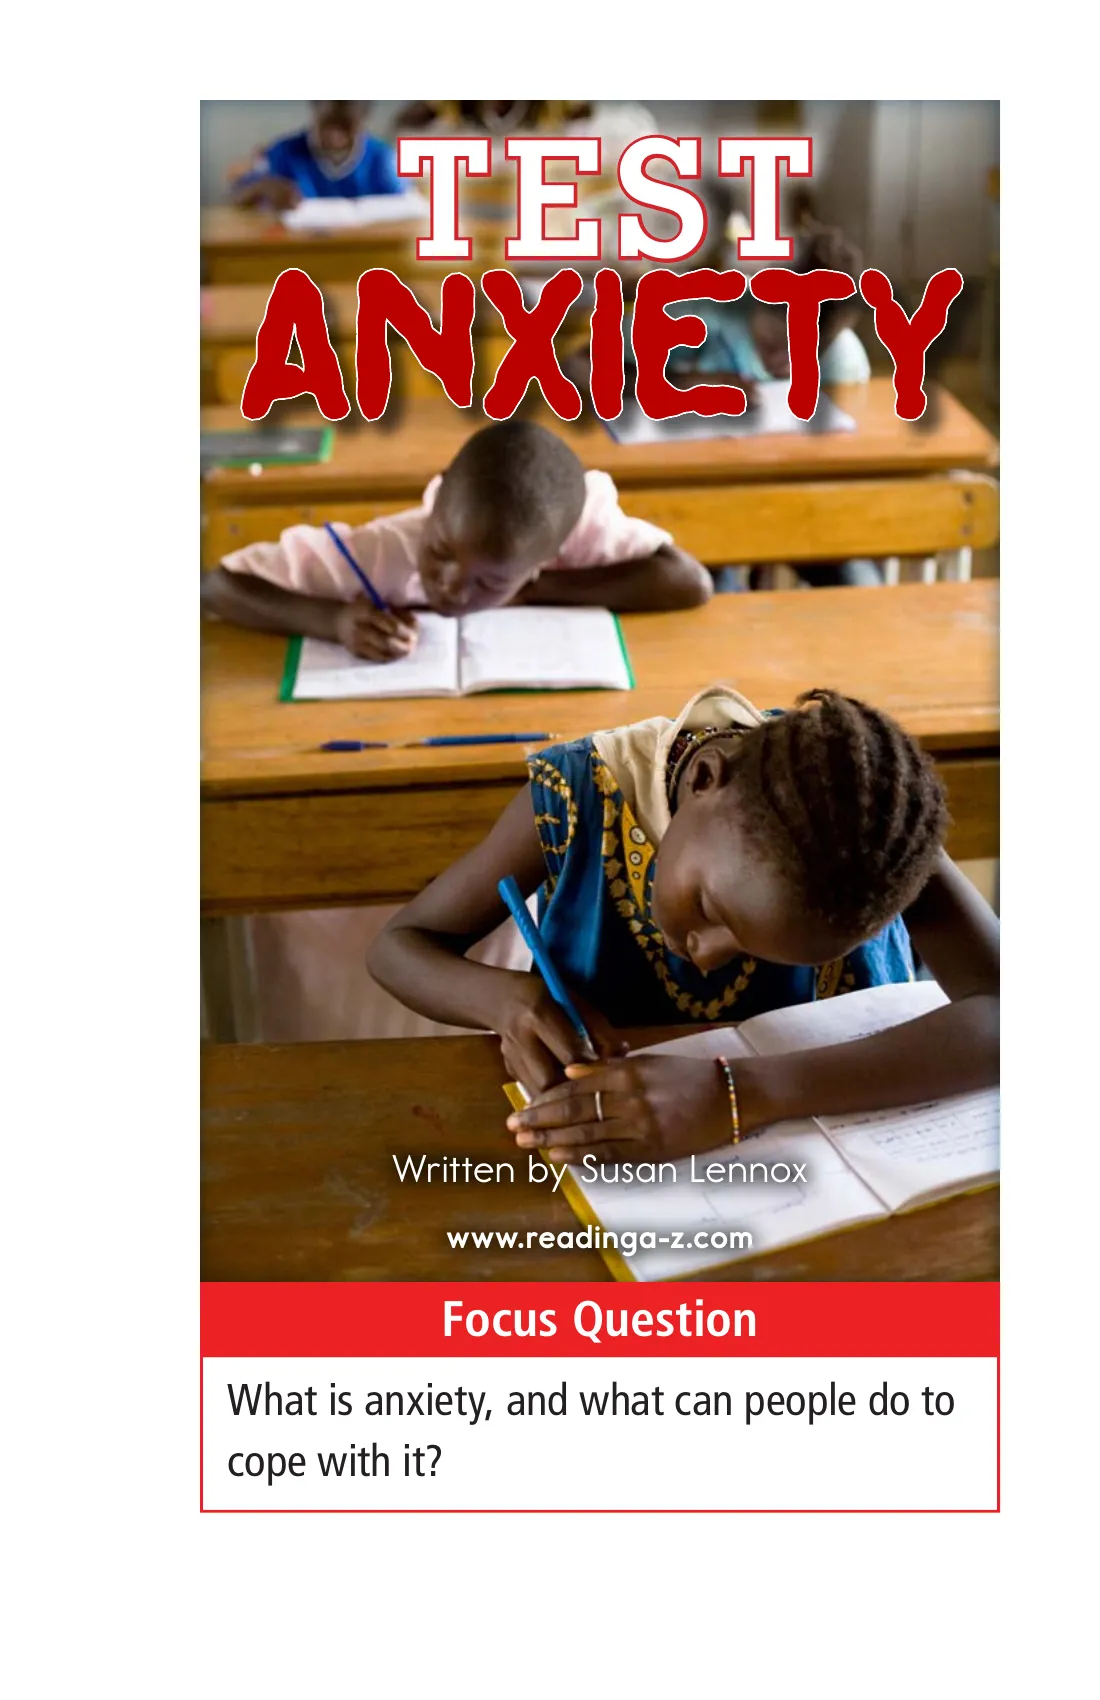 TEST
ANXIETY
Written by Susan Lennox
www.readinga-z.com
Focus Question
What is anxiety, and what can people do to
cope with it?